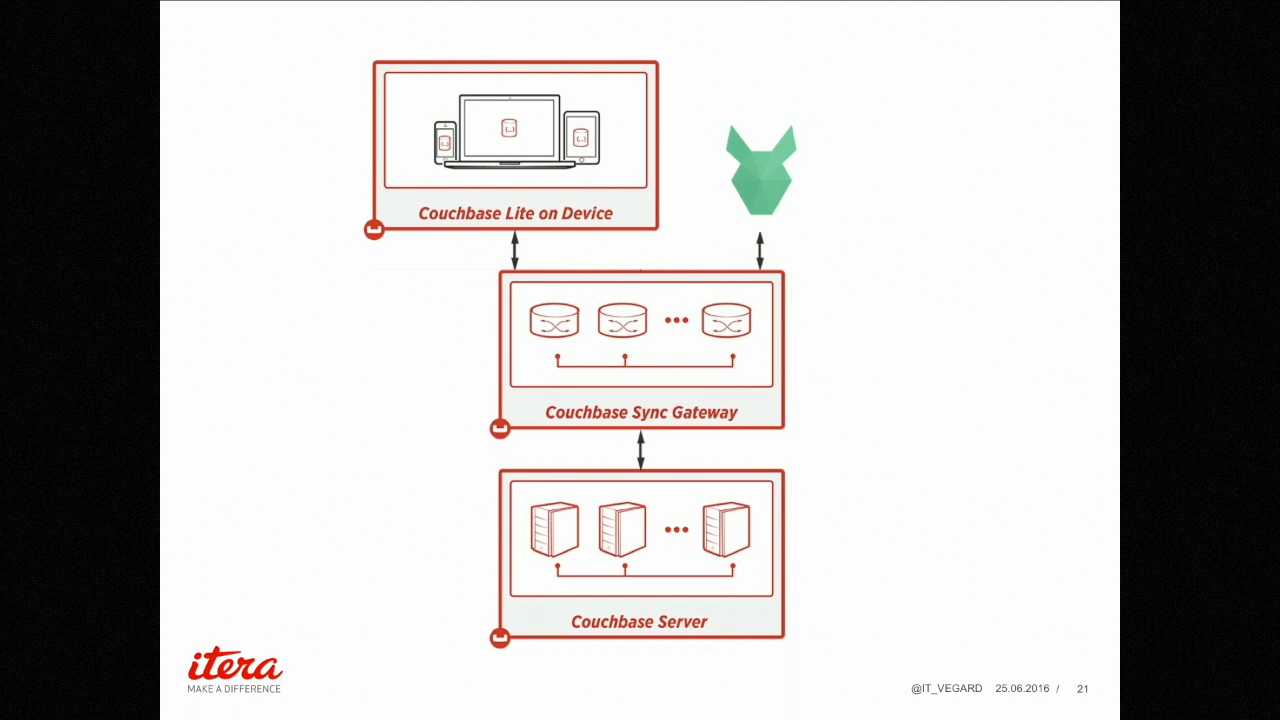 Couchbase Lite on Device
Couchbase Sync Gateway
Couchbase Server
itera
MAKE A DIFFERENCE
@IT_VEGARD 25.06.2016 / 21